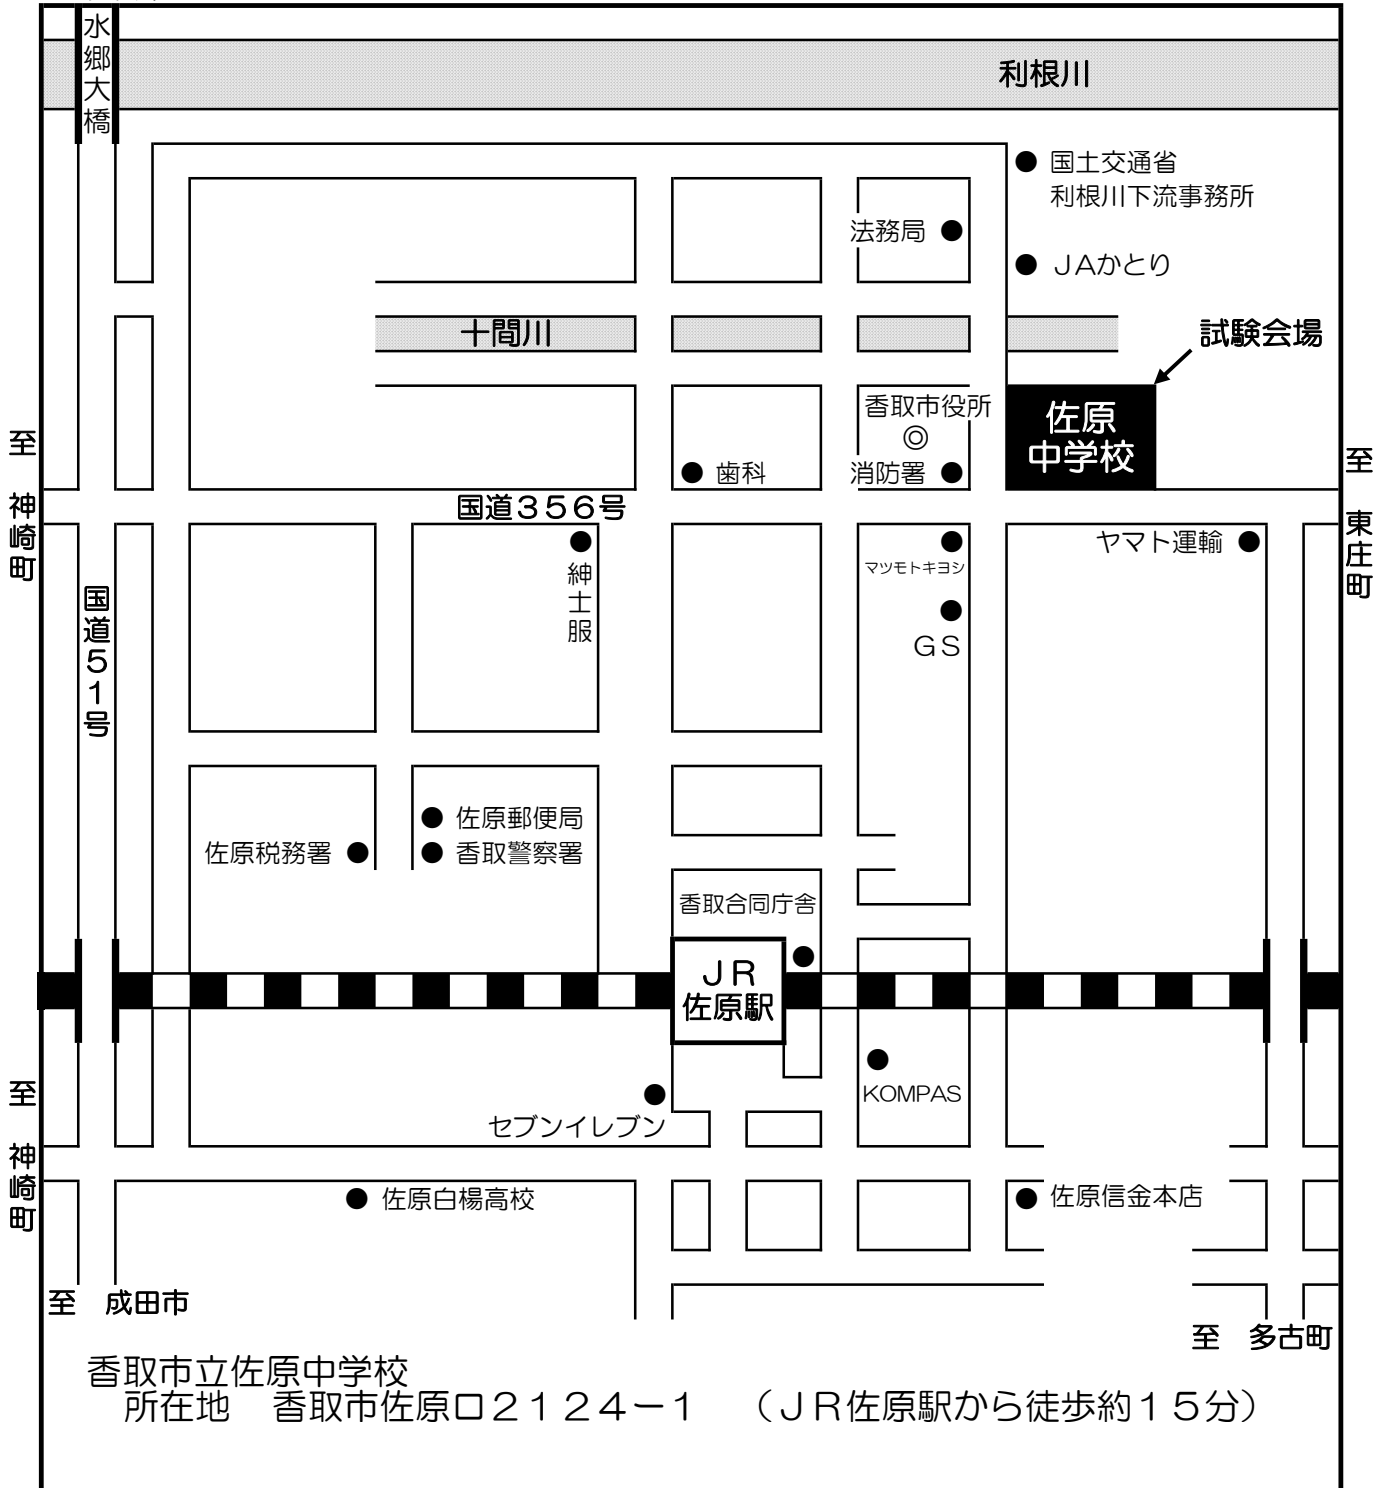 水郷大橋
利根川
国土交通省
利根川下流事務所
法務局
ＪＡかとり
十間川
試験会場
香取市役所
佐原
中学校
至　神崎町
歯科
消防署
至　東庄町
国道３５６号
紳士服
マツモトキヨシ
ヤマト運輸
国道５１号
ＧＳ
佐原郵便局
佐原税務署
香取警察署
香取合同庁舎
ＪＲ
佐原駅
KOMPAS
至　神崎町
セブンイレブン
佐原白楊高校
佐原信金本店
至　成田市
至　多古町
香取市立佐原中学校
所在地　香取市佐原ロ２１２４－１　（ＪＲ佐原駅から徒歩約１５分）